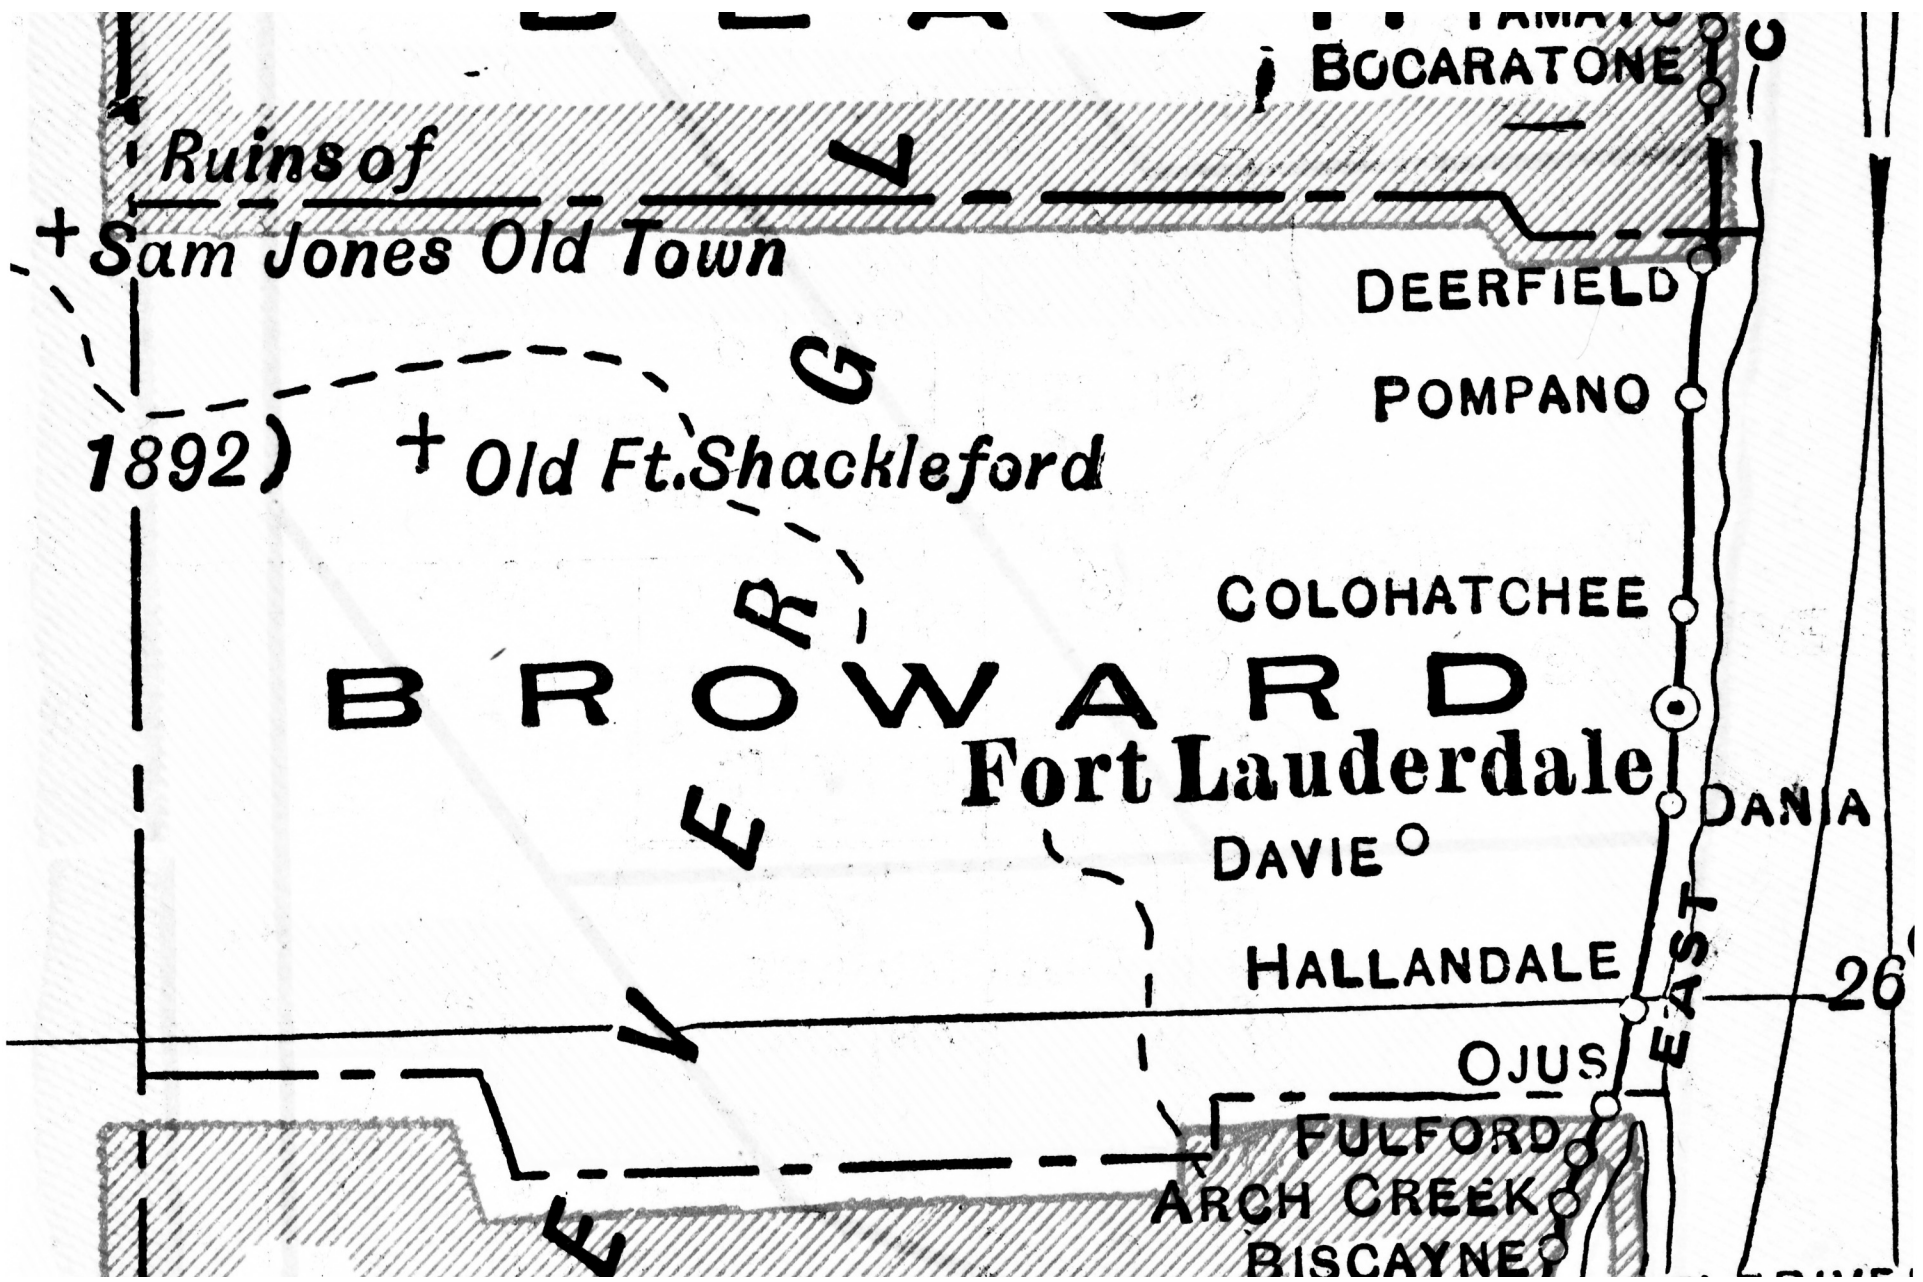 BOCARATONE
Ruins of
Sam Jones Old Town
DEERFIELD
POMPANO
1892)
Old Ft. Shackleford
COLOHATCHEE
BROWARD
Fort Lauderdale
DANIA
DAVIE
HALLANDALE
EAST
26°
OJUS
FULFORD
ARCH CREEK
BISCAYNE
L
G
R
E
V
E